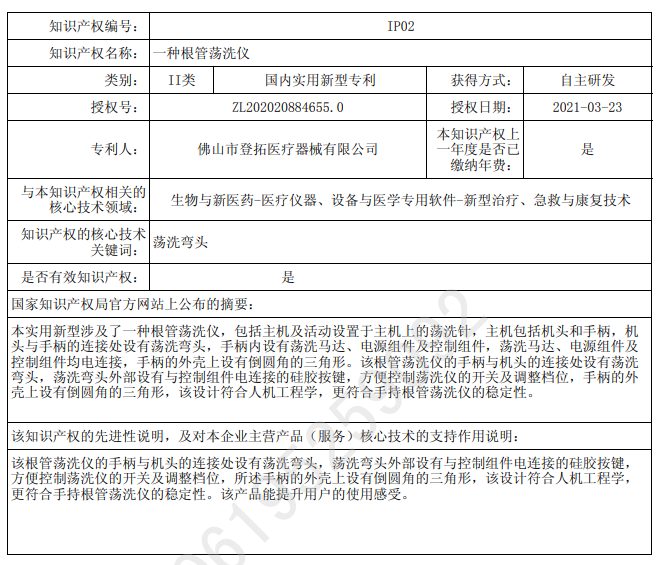 知识产权编号： IP02
知识产权名称： 一种根管荡洗仪
类别： II类 国内实用新型专利 获得方式： 自主研发
授权号： ZL202020884655.0 授权日期： 2021-03-23
专利人： 佛山市登拓医疗器械有限公司 本知识产权上
一年度是否已
缴纳年费： 是
与本知识产权相关的
核心技术领域： 生物与新医药-医疗仪器、设备与医学专用软件-新型治疗、急救与康复技术
知识产权的核心技术
关键词： 荡洗弯头
是否有效知识产权： 是
国家知识产权局官方网站上公布的摘要：
本实用新型涉及了一种根管荡洗仪，包括主机及活动设置于主机上的荡洗针，主机包括机头和手柄，机
头与手柄的连接处设有荡洗弯头，手柄内设有荡洗马达、电源组件及控制组件，荡洗马达、电源组件及
控制组件均电连接，手柄的外壳上设有倒圆角的三角形。该根管荡洗仪的手柄与机头的连接处设有荡洗
弯头，荡洗弯头外部设有与控制组件电连接的硅胶按键，方便控制荡洗仪的开关及调整档位，手柄的外
壳上设有倒圆角的三角形，该设计符合人机工程学，更符合手持根管荡洗仪的稳定性。
该知识产权的先进性说明，及对本企业主营产品（服务）核心技术的支持作用说明：
该根管荡洗仪的手柄与机头的连接处设有荡洗弯头，荡洗弯头外部设有与控制组件电连接的硅胶按键，
方便控制荡洗仪的开关及调整档位，所述手柄的外壳上设有倒圆角的三角形，该设计符合人机工程学，
更符合手持根管荡洗仪的稳定性。该产品能提升用户的使用感受。